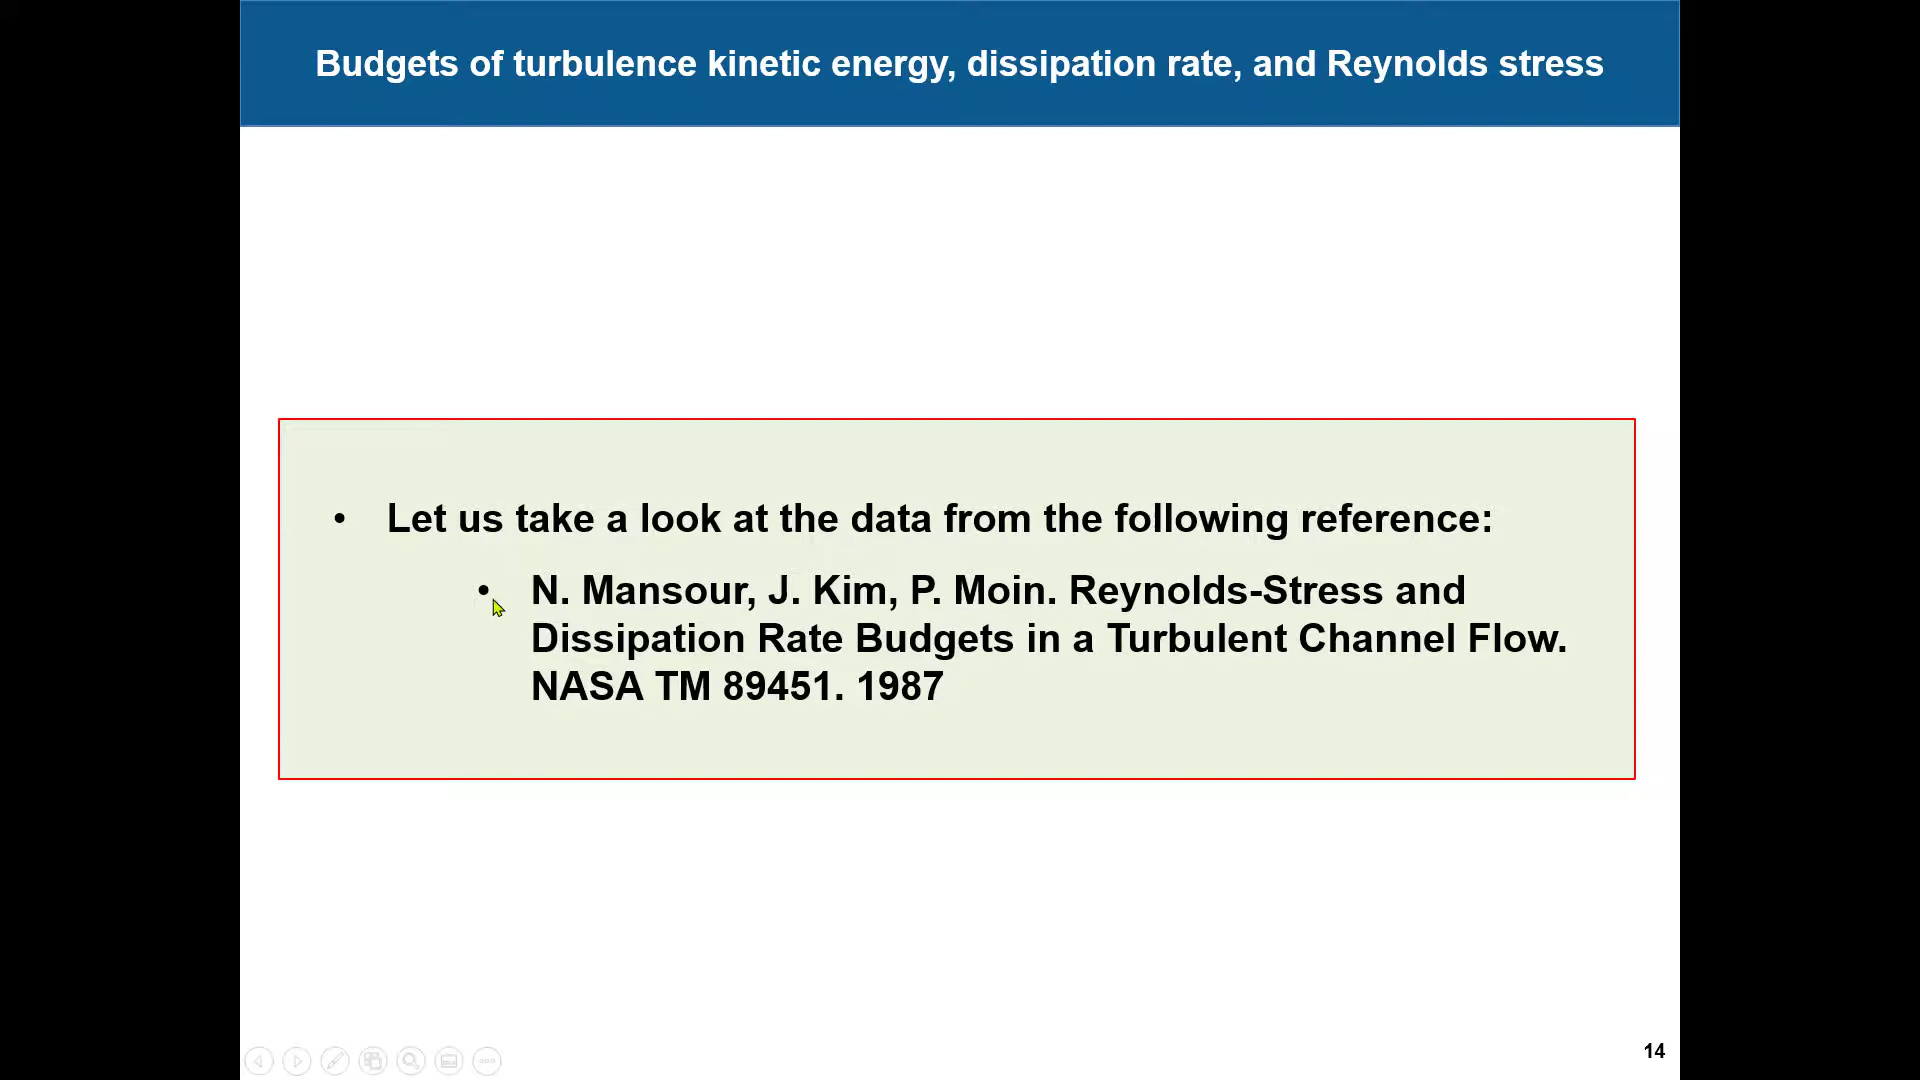 Budgets of turbulence kinetic energy, dissipation rate, and Reynolds stress
• Let us take a look at the data from the following reference:
• N. Mansour, J. Kim, P. Moin. Reynolds-Stress and
Dissipation Rate Budgets in a Turbulent Channel Flow.
NASA TM 89451. 1987
14